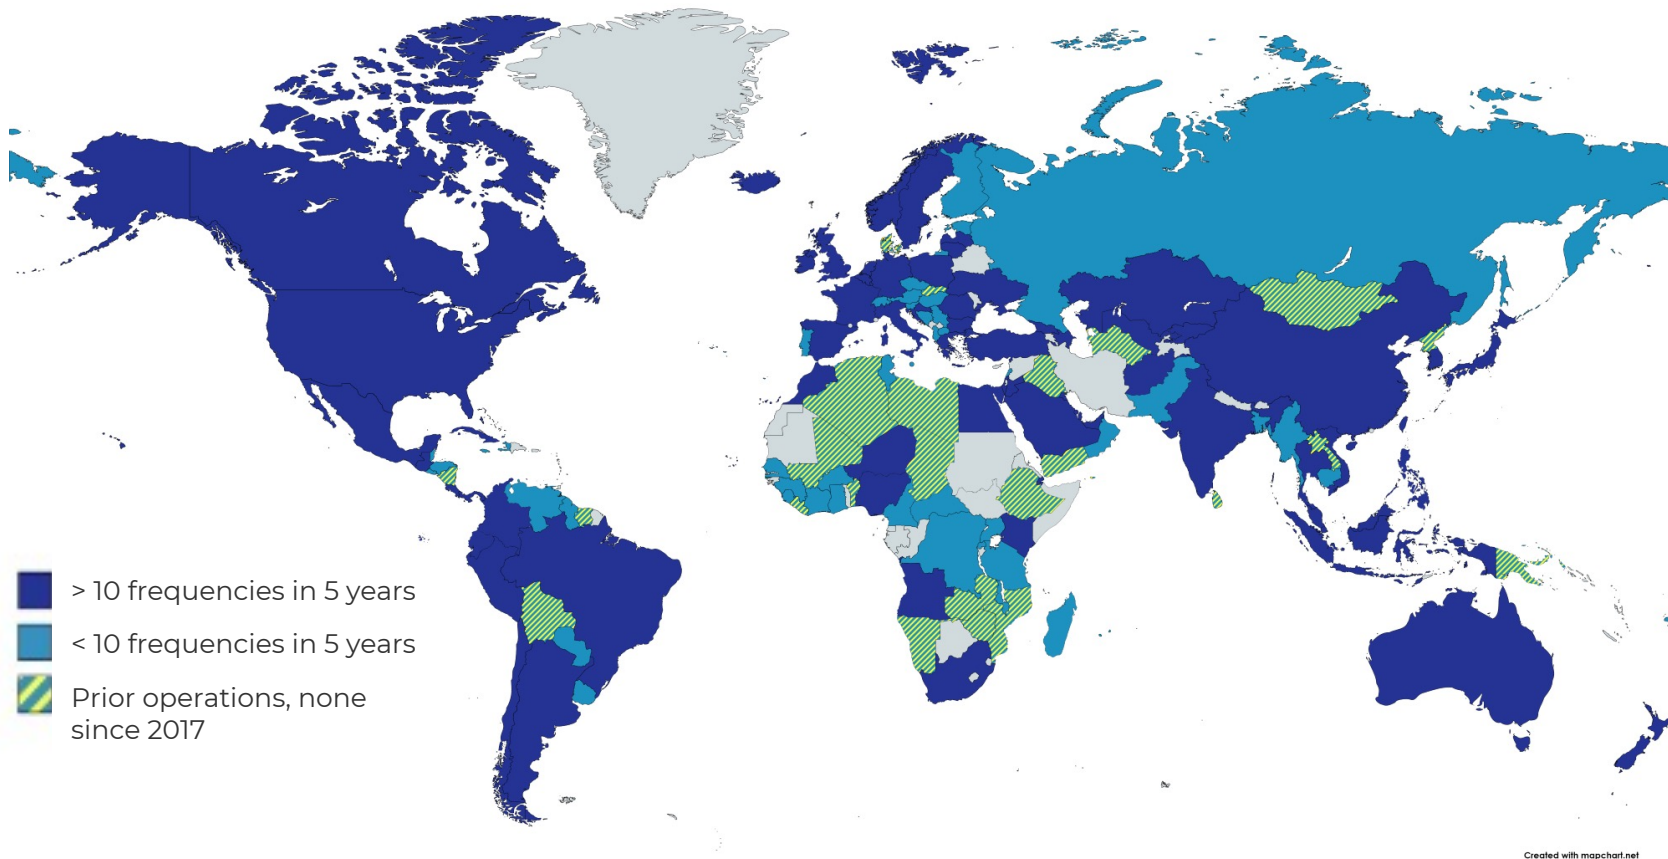 > 10 frequencies in 5 years
< 10 frequencies in 5 years
Prior operations, none
since 2017
Created with mapchart.net